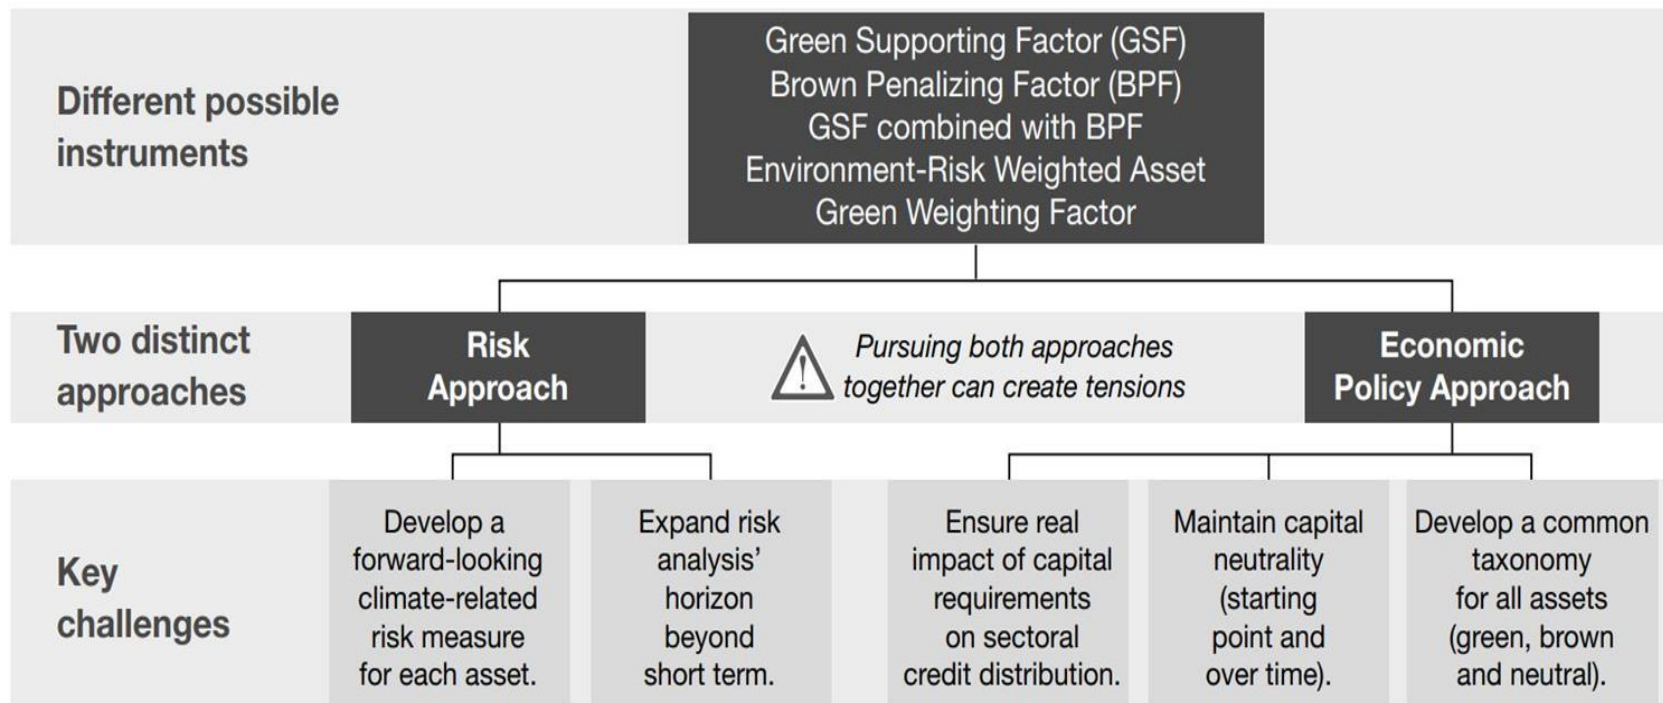 Different possible
instruments
Green Supporting Factor (GSF)
Brown Penalizing Factor (BPF)
GSF combined with BPF
Environment-Risk Weighted Asset
Green Weighting Factor
Two distinct
approaches
Risk
Approach
Pursuing both approaches
together can create tensions
Economic
Policy Approach
Key
challenges
Develop a
forward-looking
climate-related
risk measure
for each asset.
Expand risk
analysis’
horizon
beyond
short term.
Ensure real
impact of capital
requirements
on sectoral
credit distribution.
Maintain capital
neutrality
(starting
point and
over time).
Develop a common
taxonomy
for all assets
(green, brown
and neutral).